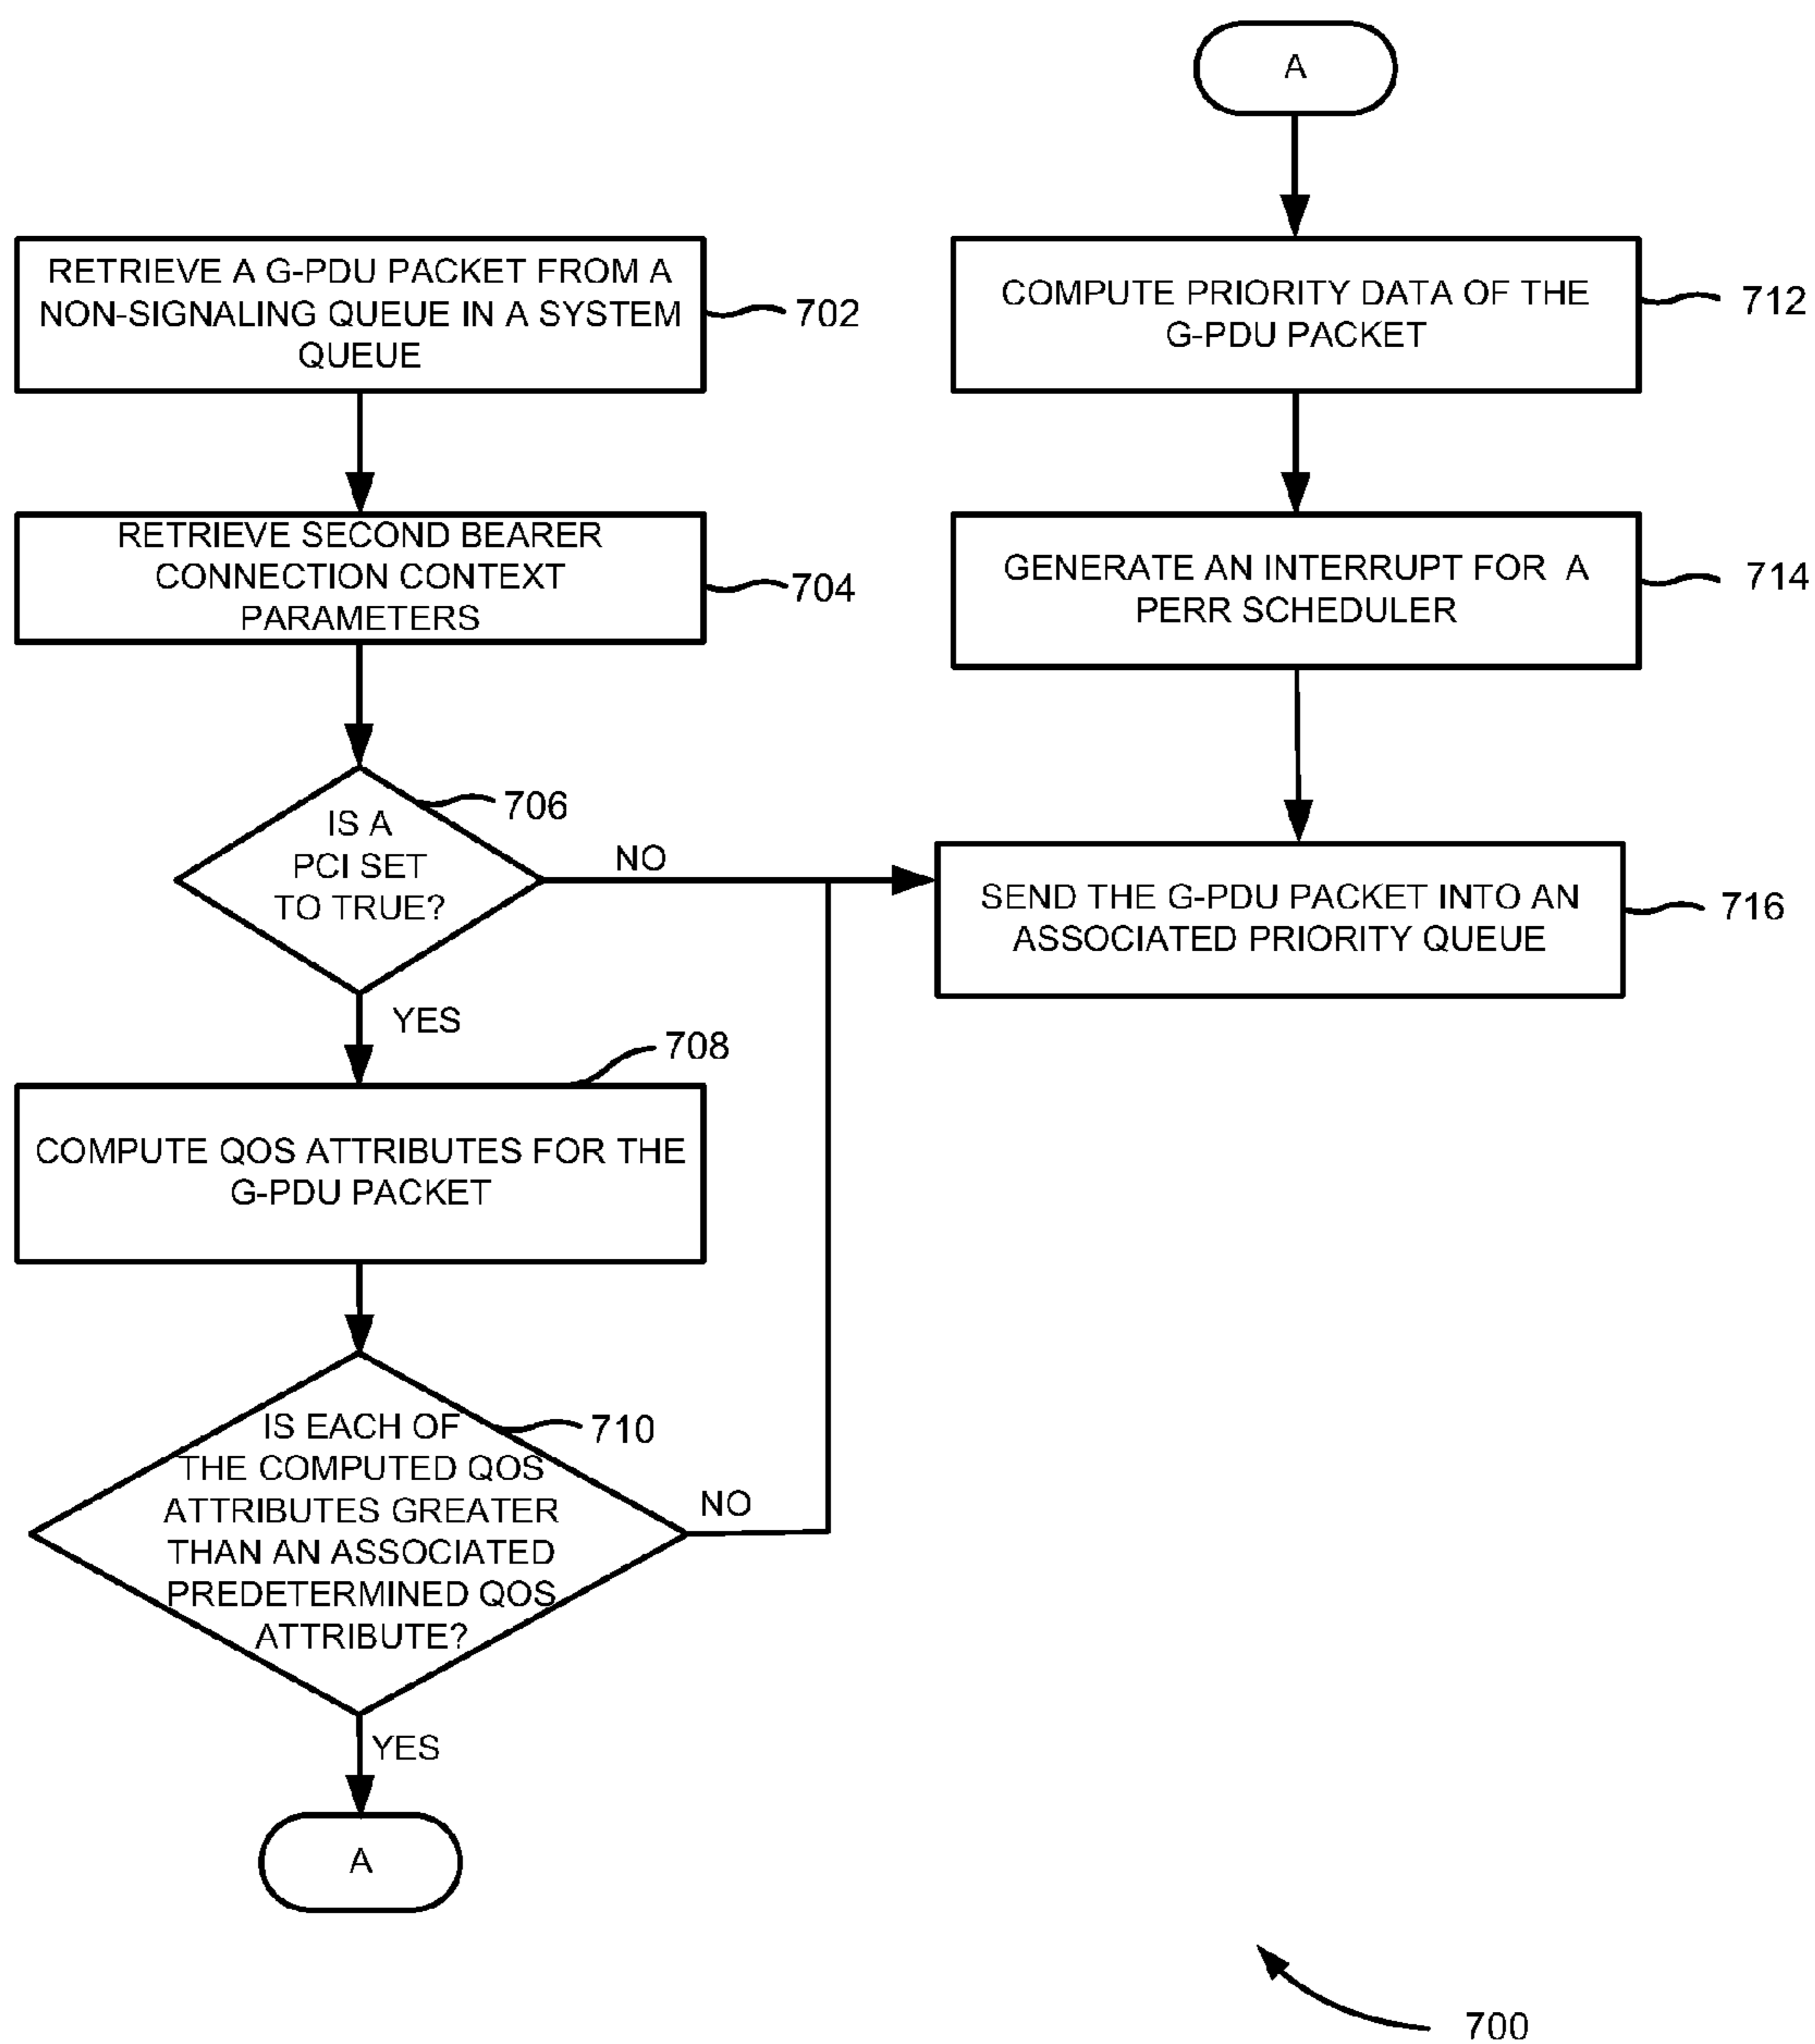 RETRIEVE A G-PDU PACKET FROM A
NON-SIGNALING QUEUE IN A SYSTEM
QUEUE
702
RETRIEVE SECOND BEARER
CONNECTION CONTEXT
PARAMETERS
704
706
IS A
PCI SET
TO TRUE?
NO
YES
708
COMPUTE QOS ATTRIBUTES FOR THE
G-PDU PACKET
710
IS EACH OF
THE COMPUTED QOS
ATTRIBUTES GREATER
THAN AN ASSOCIATED
PREDETERMINED QOS
ATTRIBUTE?
NO
YES
A
A
COMPUTE PRIORITY DATA OF THE
G-PDU PACKET
712
GENERATE AN INTERRUPT FOR A
PERR SCHEDULER
714
SEND THE G-PDU PACKET INTO AN
ASSOCIATED PRIORITY QUEUE
716
700